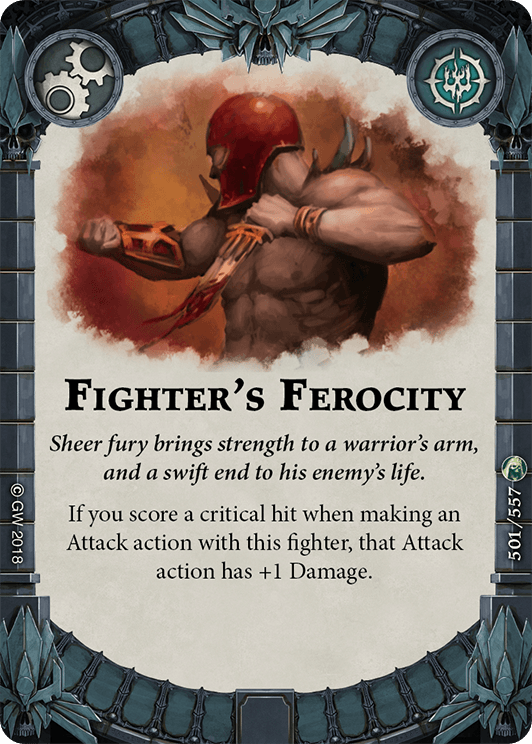 FIGHTER'S FEROCITY
Sheer fury brings strength to a warrior's arm,
and a swift end to his enemy's life.
If you score a critical hit when making an
Attack action with this fighter, that Attack
action has +1 Damage.
© GW 2018
501/557